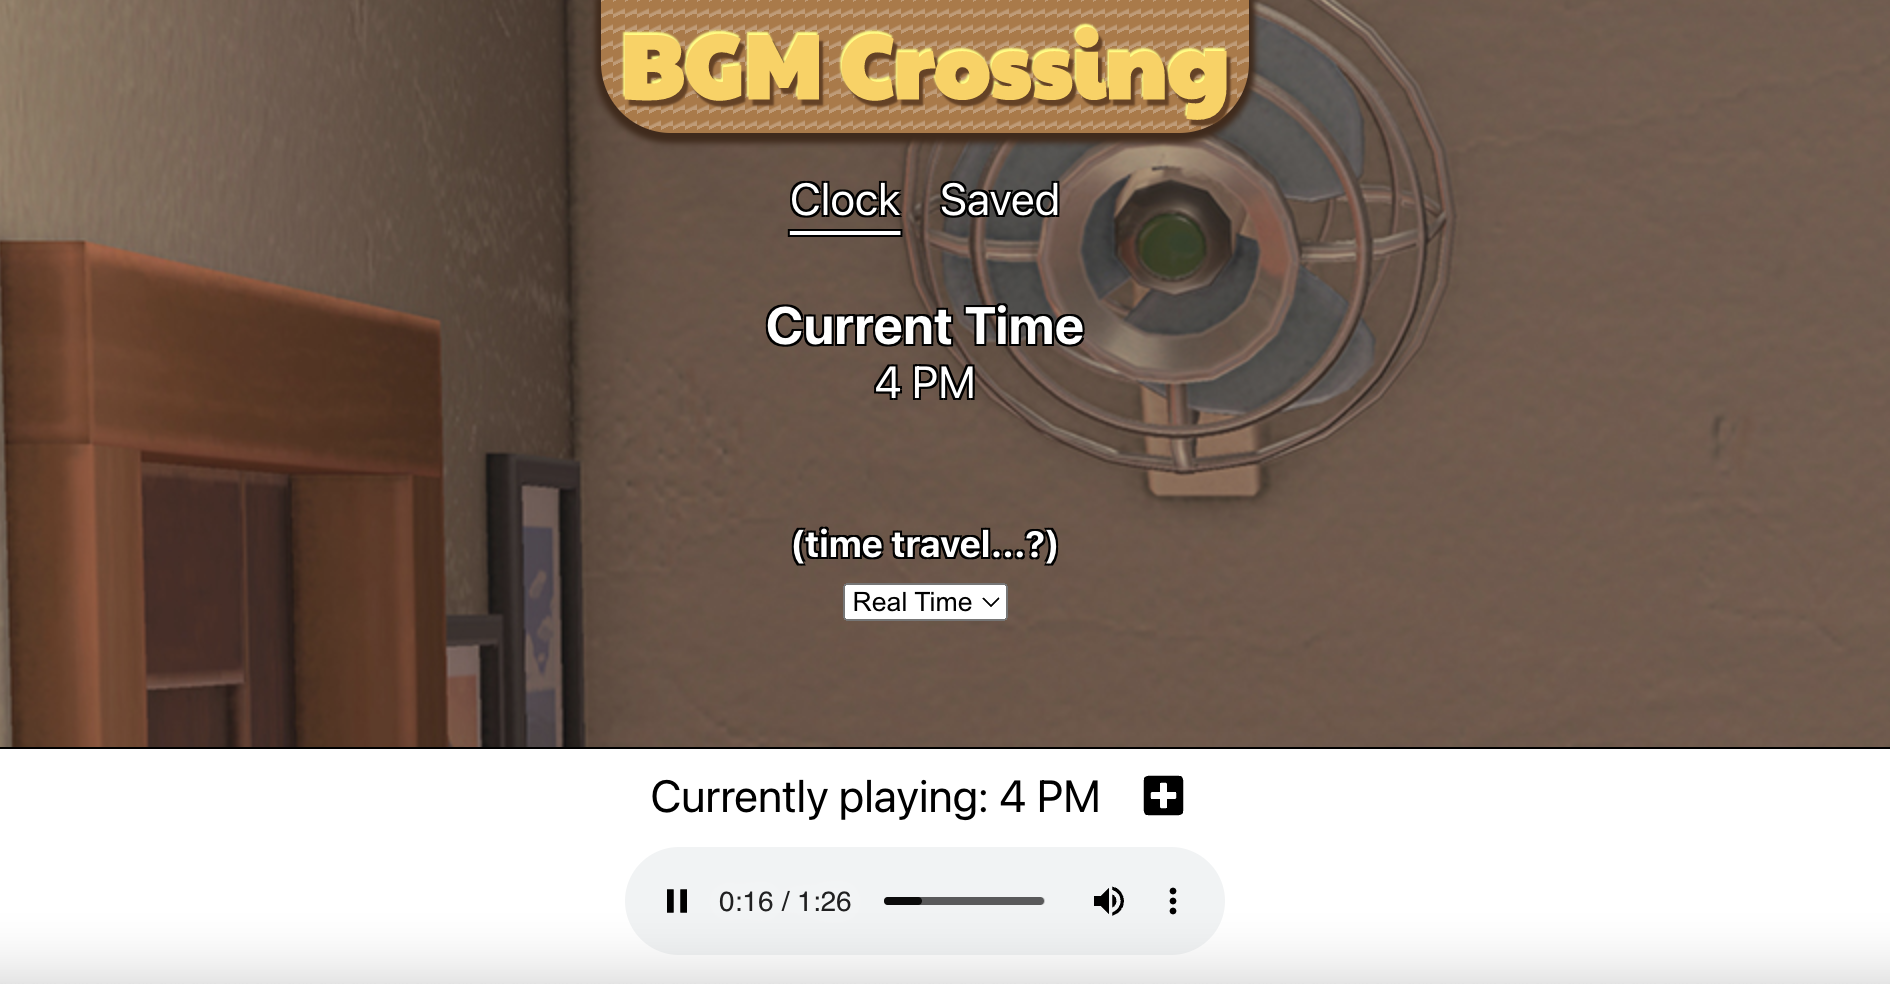 BGM Crossing
Clock Saved
Current Time
4 PM
(time travel...?)
Real Time
Currently playing: 4 PM
0:16 / 1:26